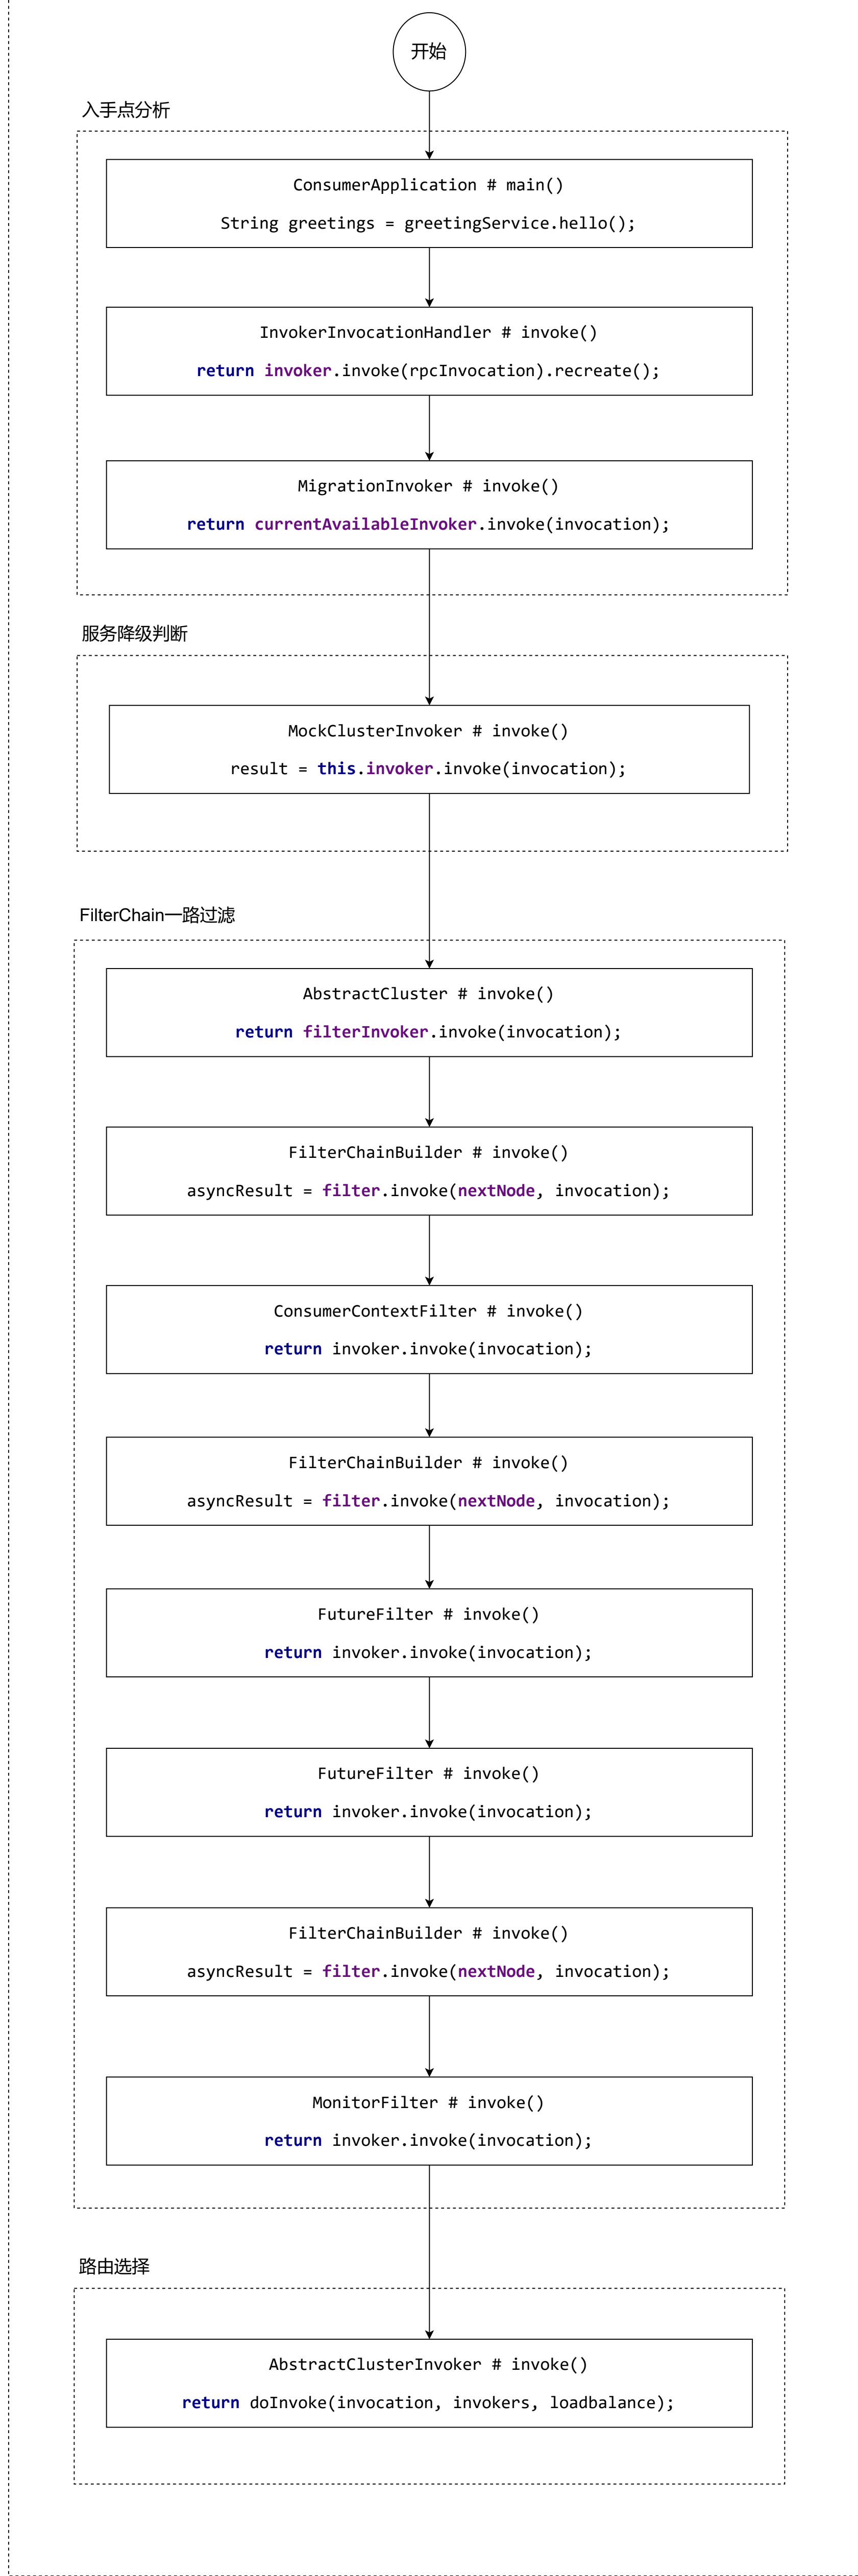 开始
入手点分析
ConsumerApplication # main()
String greetings = greetingService.hello();
InvokerInvocationHandler # invoke()
return invoker.invoke(rpcInvocation).recreate();
MigrationInvoker # invoke()
return currentAvailableInvoker.invoke(invocation);
服务降级判断
MockClusterInvoker # invoke()
result = this.invoker.invoke(invocation);
FilterChain一路过滤
AbstractCluster # invoke()
return filterInvoker.invoke(invocation);
FilterChainBuilder # invoke()
asyncResult = filter.invoke(nextNode, invocation);
ConsumerContextFilter # invoke()
return invoker.invoke(invocation);
FilterChainBuilder # invoke()
asyncResult = filter.invoke(nextNode, invocation);
FutureFilter # invoke()
return invoker.invoke(invocation);
FutureFilter # invoke()
return invoker.invoke(invocation);
FilterChainBuilder # invoke()
asyncResult = filter.invoke(nextNode, invocation);
MonitorFilter # invoke()
return invoker.invoke(invocation);
路由选择
AbstractClusterInvoker # invoke()
return doInvoke(invocation, invokers, loadbalance);